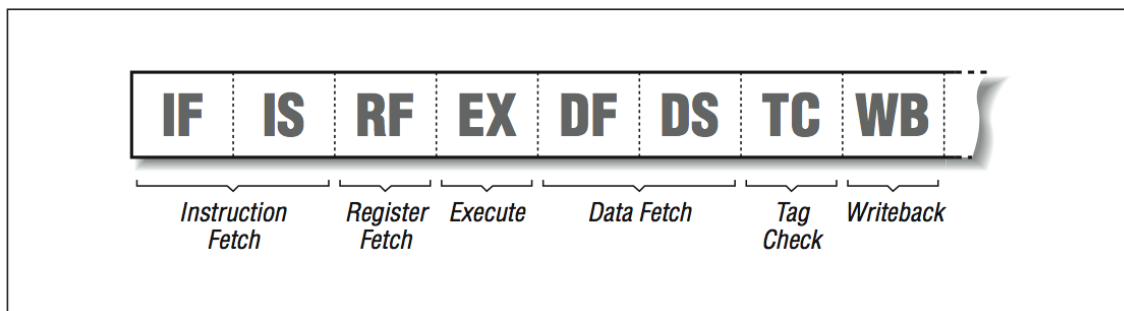 IF IS RF EX DF DS TC WB
Instruction Fetch
Register Fetch
Execute
Data Fetch
Tag Check
Writeback